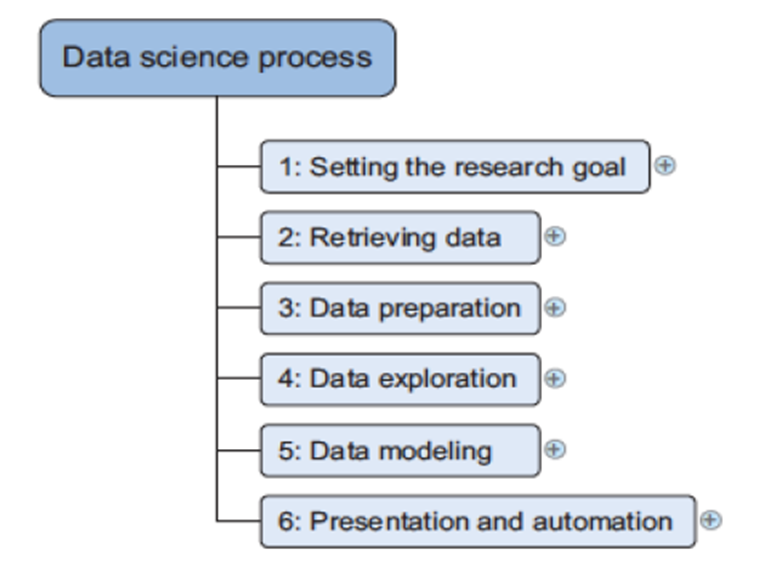 Data science process
1: Setting the research goal
2: Retrieving data
3: Data preparation
4: Data exploration
5: Data modeling
6: Presentation and automation